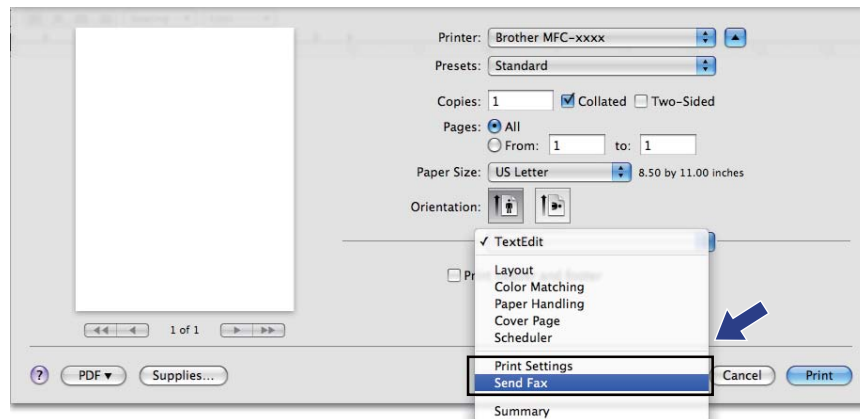 Printer: Brother MFC-xxxx
Presets: Standard
Copies: 1 Collated Two-Sided
Pages: All
From: 1 to: 1
Paper Size: US Letter 8.50 by 11.00 inches
Orientation:
✓ TextEdit
Layout
Color Matching
Paper Handling
Cover Page
Scheduler
Print Settings
Send Fax
Summary
1 of 1
? PDF▼ Supplies... Cancel Print